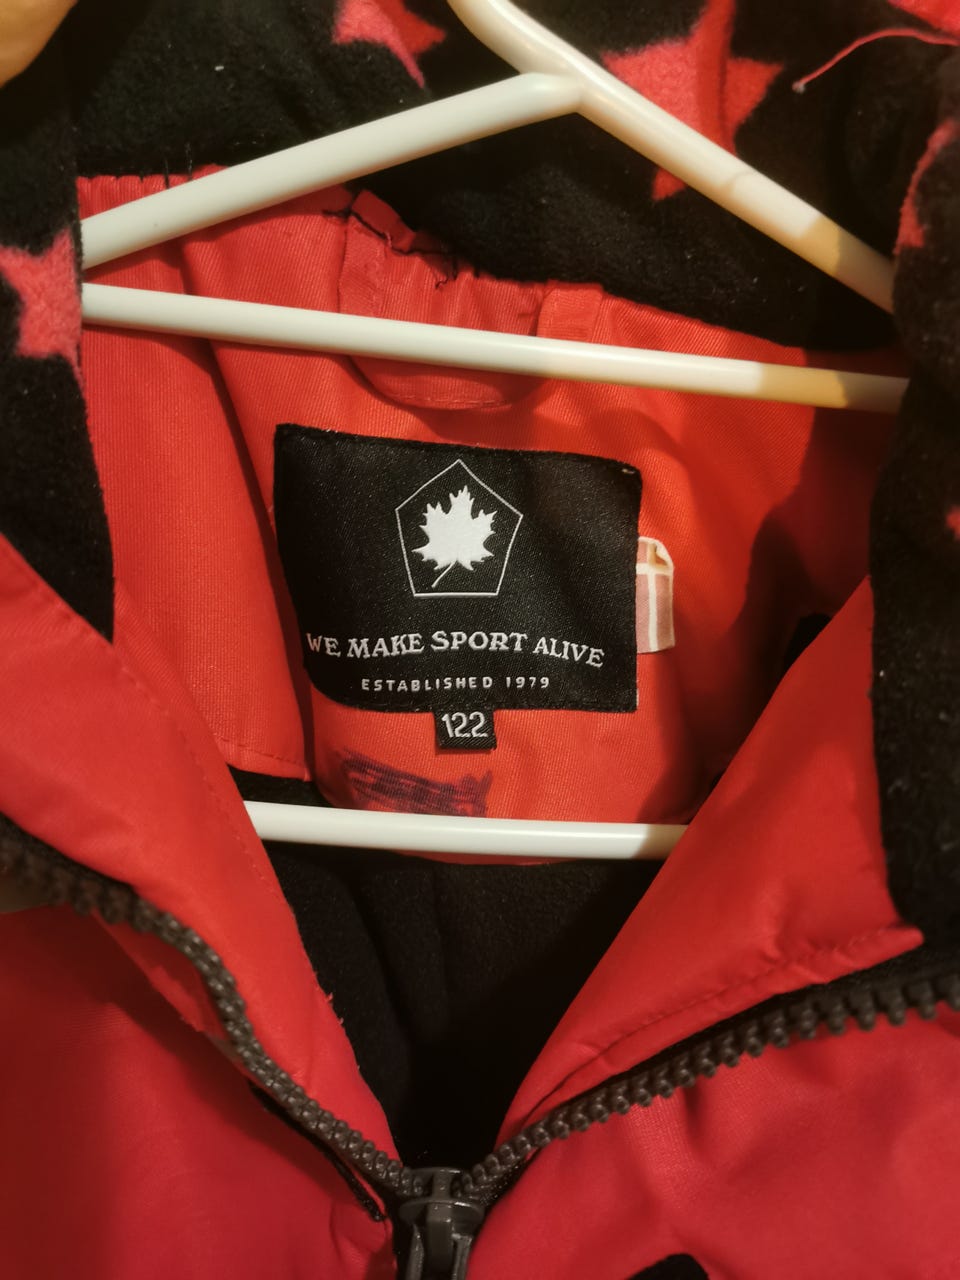 WE MAKE SPORT ALIVE
ESTABLISHED 1979
122